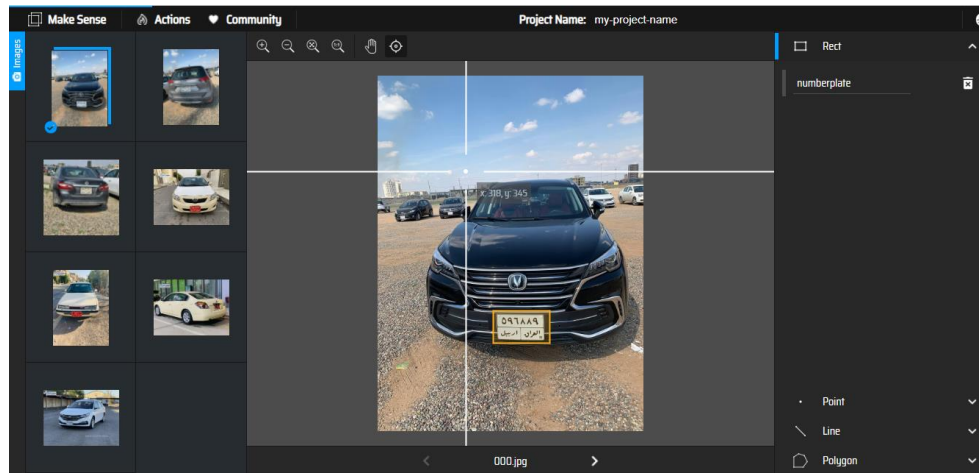 Make Sense
Actions
Community
Project Name: my-project-name
Images
Rect
numberplate
x: 318, y: 345
٥٩٦٨٨٩
العراق اربيل
Point
Line
000.jpg
Polygon